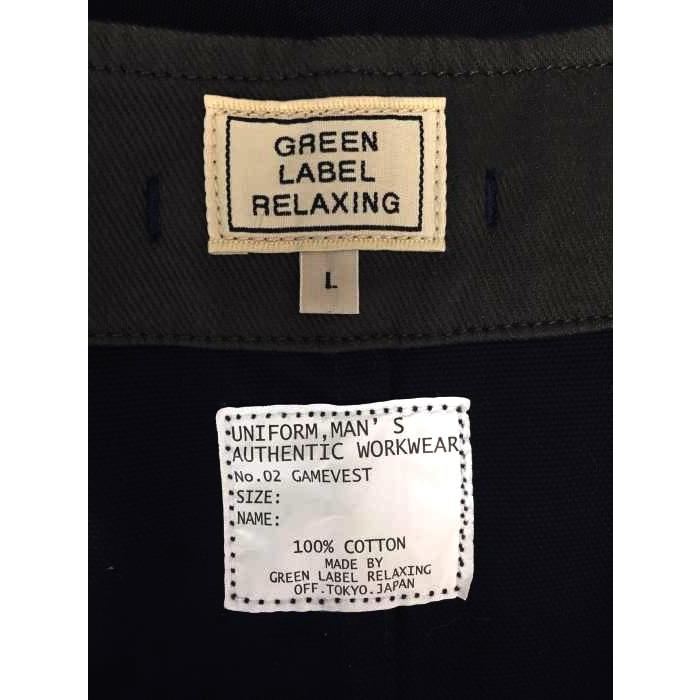 GREEN
LABEL
RELAXING
L
UNIFORM,MAN' S
AUTHENTIC WORKWEAR
No.02 GAMEVEST
SIZE:
NAME:
100% COTTON
MADE BY
GREEN LABEL RELAXING
OFF.TOKYO.JAPAN